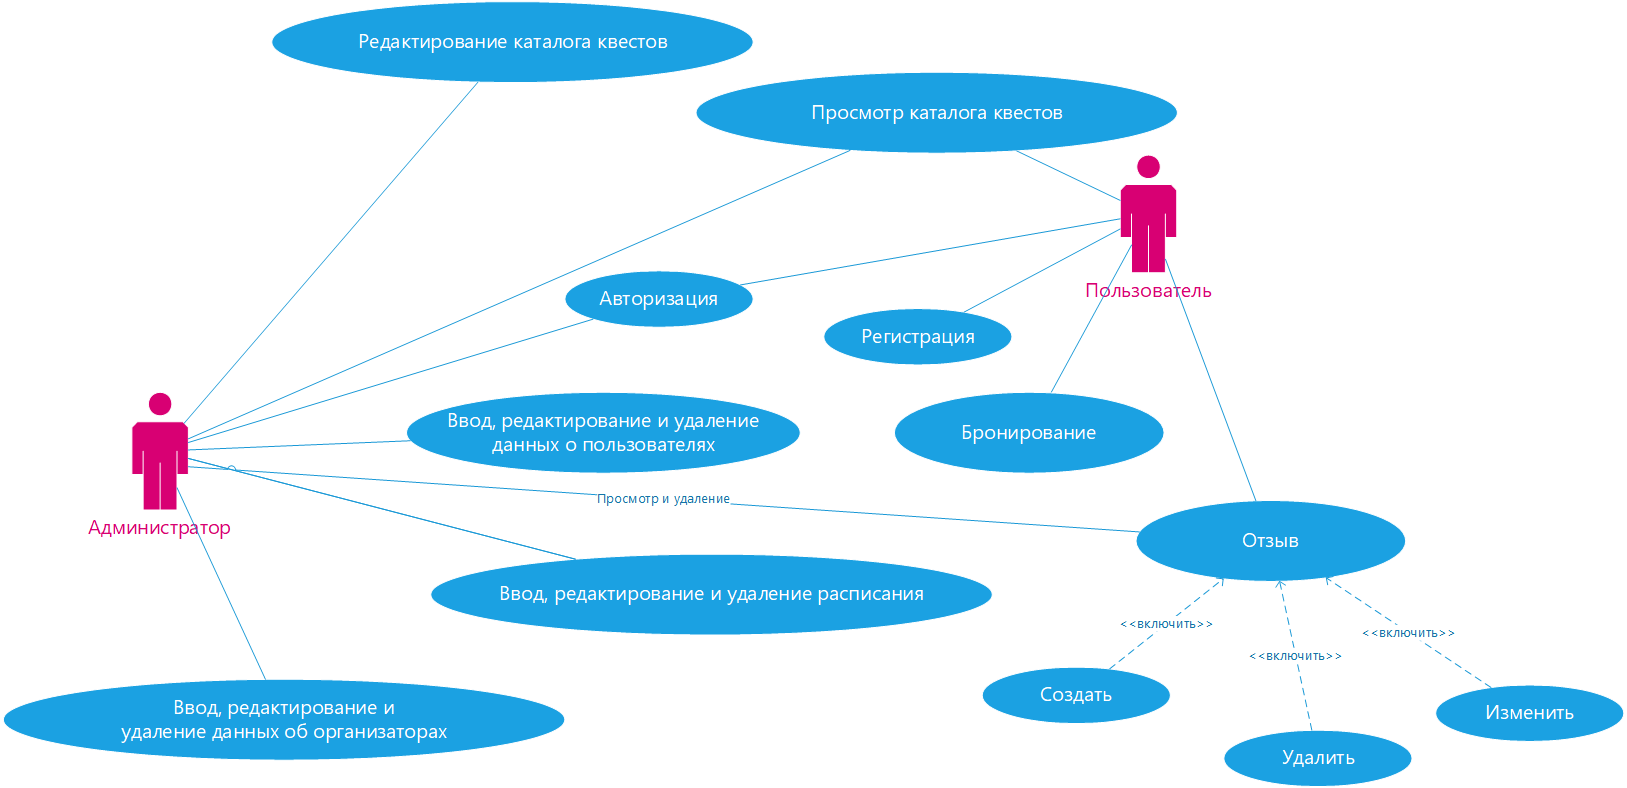 Редактирование каталога квестов
Просмотр каталога квестов
Пользователь
Авторизация
Регистрация
Ввод, редактирование и удаление
данных о пользователях
Бронирование
Просмотр и удаление
Администратор
Отзыв
Ввод, редактирование и удаление расписания
<<включить>>
<<включить>>
<<включить>>
Создать
Изменить
Ввод, редактирование и
удаление данных об организаторах
Удалить